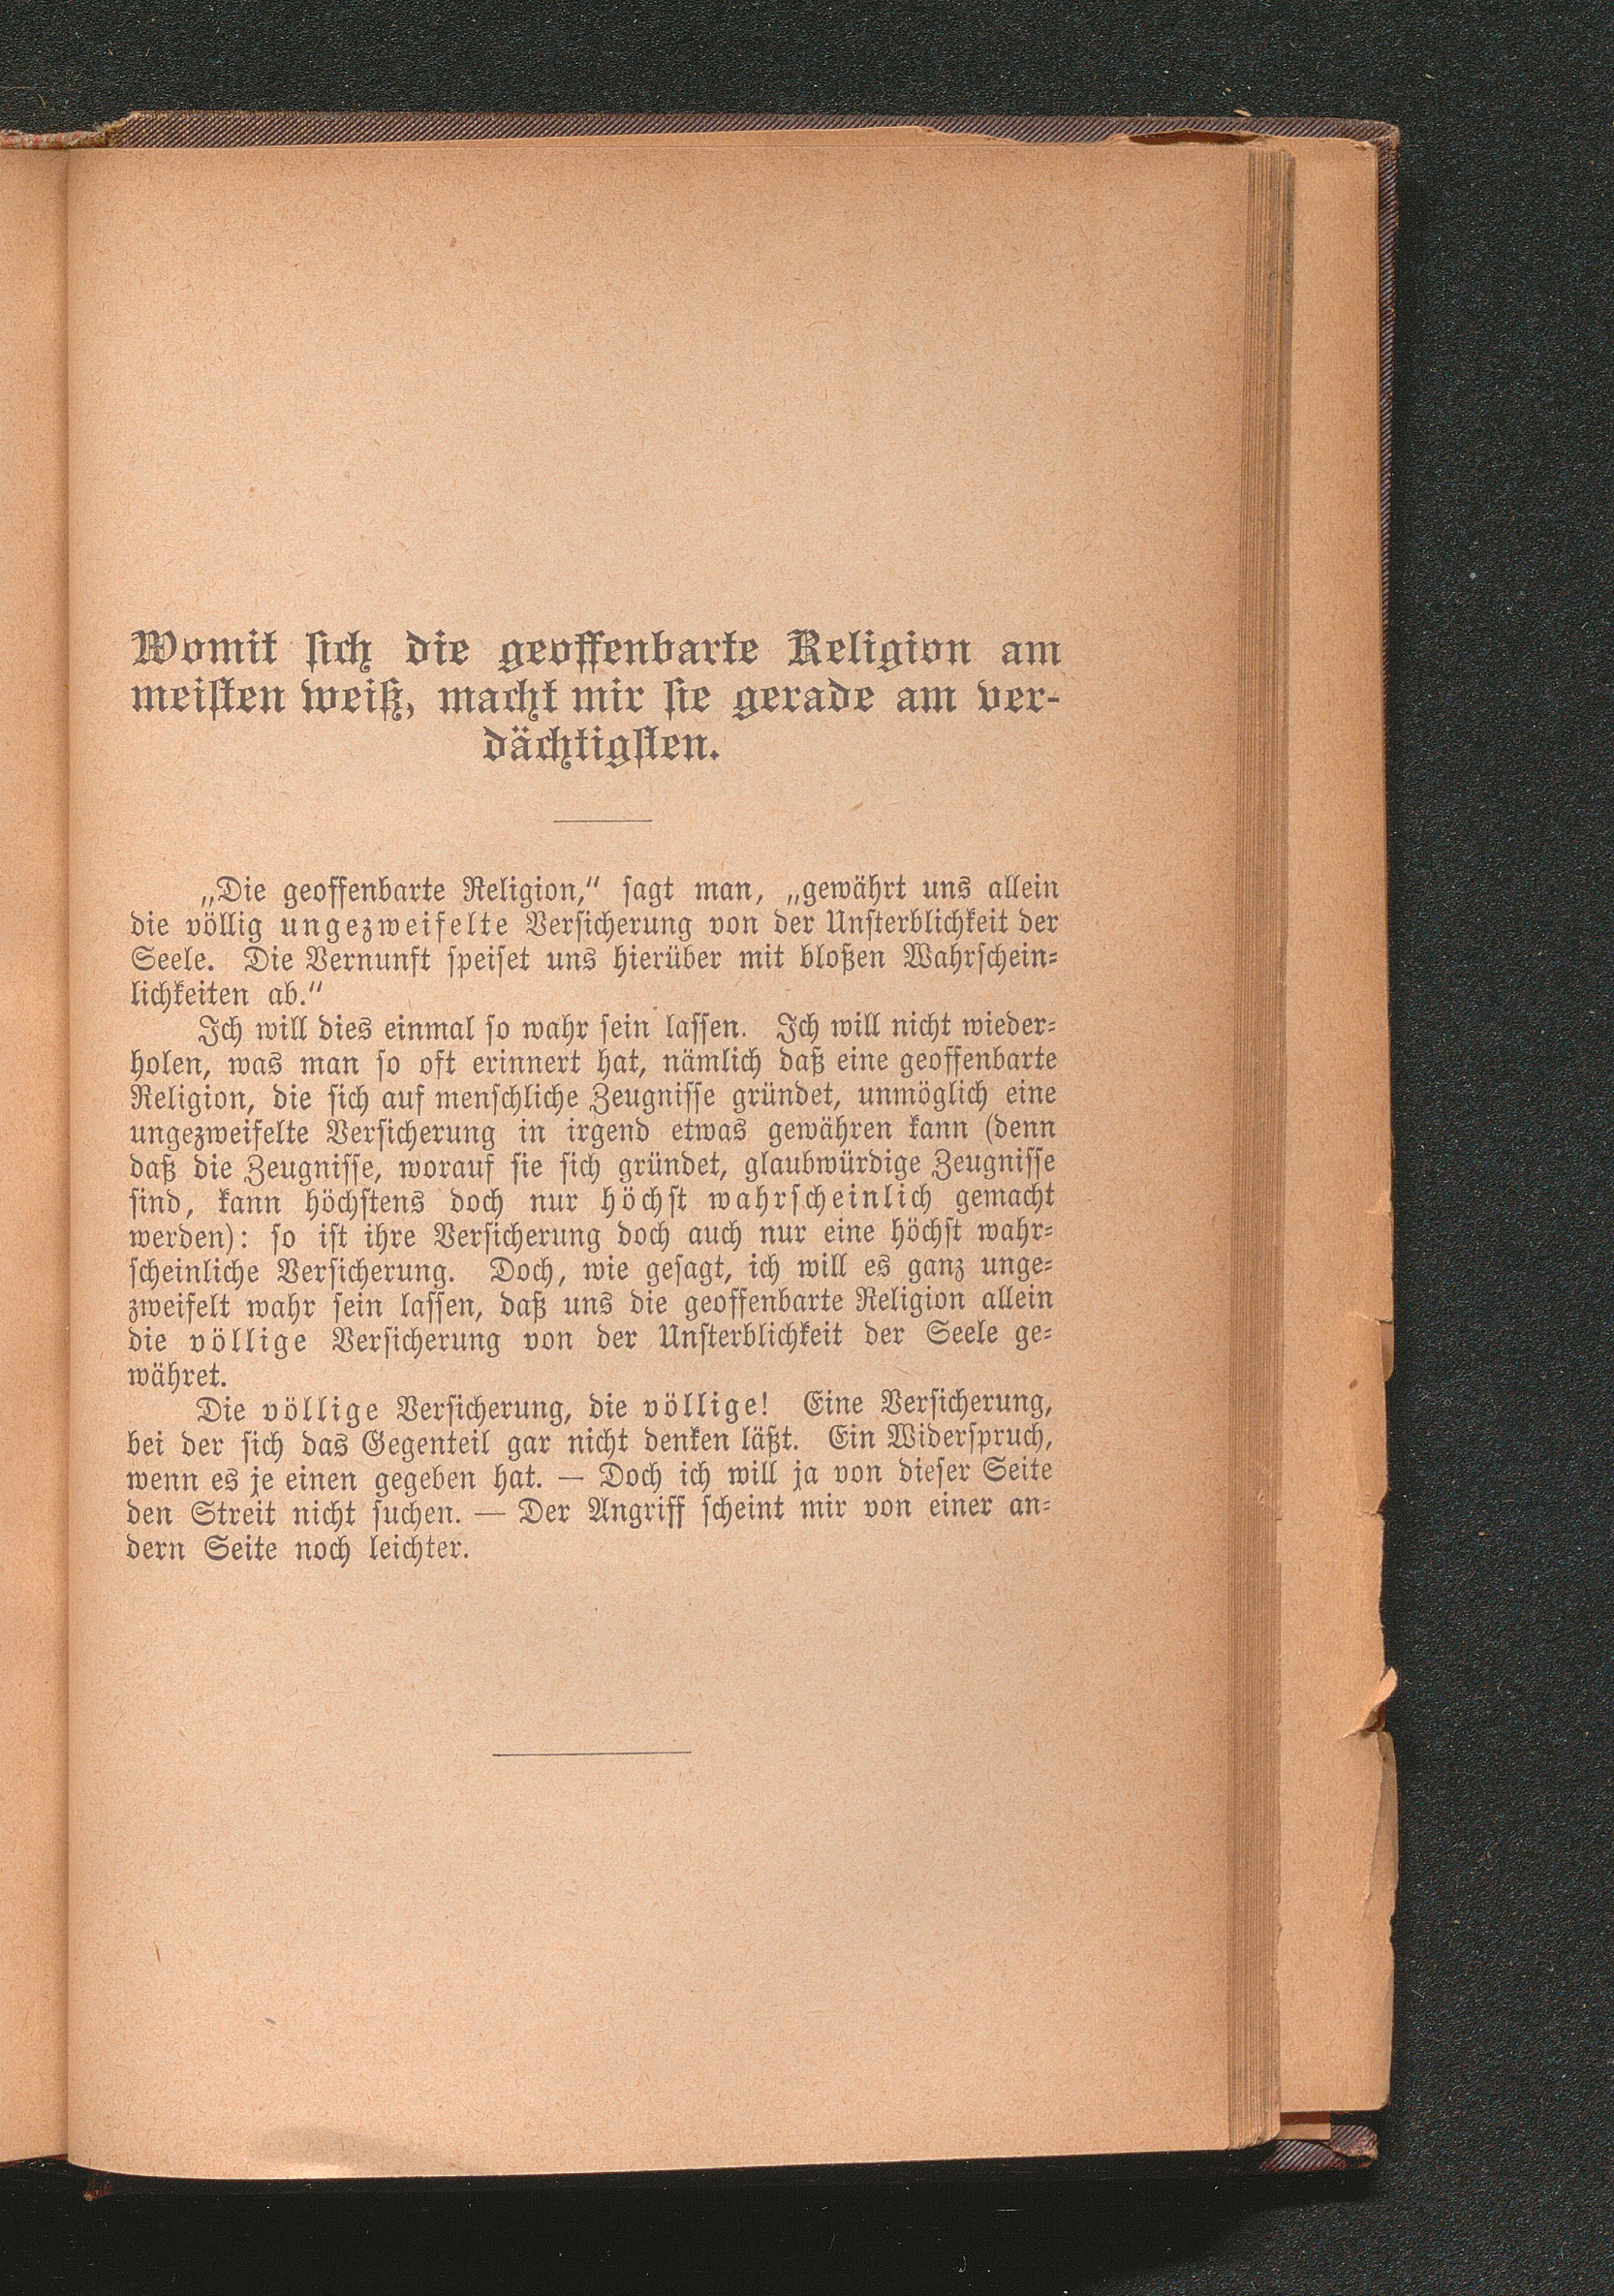 Womit sich die geoffenbarte Religion am
meisten weiß, macht mir sie gerade am ver-
dächtigsten.
„Die geoffenbarte Religion,“ sagt man, „gewährt uns allein
die völlig ungezweifelte Versicherung von der Unsterblichkeit der
Seele. Die Vernunft speiset uns hierüber mit bloßen Wahrschein-
lichkeiten ab.“
Ich will dies einmal so wahr sein lassen. Ich will nicht wieder-
holen, was man so oft erinnert hat, nämlich daß eine geoffenbarte
Religion, die sich auf menschliche Zeugnisse gründet, unmöglich eine
ungezweifelte Versicherung in irgend etwas gewähren kann (denn
daß die Zeugnisse, worauf sie sich gründet, glaubwürdige Zeugnisse
sind, kann höchstens doch nur höchst wahrscheinlich gemacht
werden): so ist ihre Versicherung doch auch nur eine höchst wahr-
scheinliche Versicherung. Doch, wie gesagt, ich will es ganz unge-
zweifelt wahr sein lassen, daß uns die geoffenbarte Religion allein
die völlige Versicherung von der Unsterblichkeit der Seele ge-
währet.
Die völlige Versicherung, die völlige! Eine Versicherung,
bei der sich das Gegenteil gar nicht denken läßt. Ein Widerspruch,
wenn es je einen gegeben hat. — Doch ich will ja von dieser Seite
den Streit nicht suchen. — Der Angriff scheint mir von einer an-
dern Seite noch leichter.